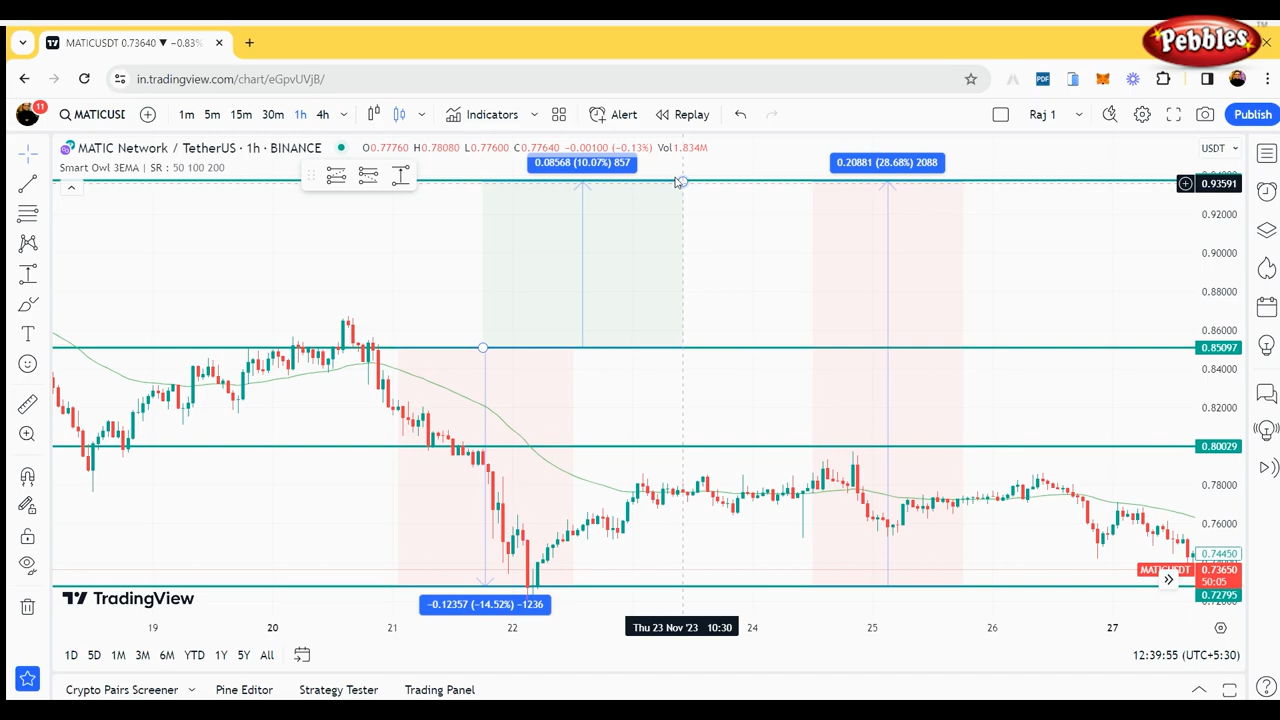 TM
MATICUSDT 0.73640 ▼ −0.83%
Pebbles
in.tradingview.com/chart/eGpvUVjB/
PDF
11
MATICUSI
1m 5m 15m 30m 1h 4h
Indicators
Alert
Replay
Raj 1
Publish
MATIC Network / TetherUS · 1h · BINANCE
O0.77760 H0.78080 L0.77600 C0.77640 −0.00100 (−0.13%) Vol1.834M
USDT
Smart Owl 3EMA | SR : 50 100 200
0.08568 (10.07%) 857
0.20881 (28.68%) 2088
0.93591
0.92000
0.90000
0.88000
0.86000
0.85097
0.84000
0.82000
0.80029
0.78000
0.76000
0.74450
MATICUSDT 0.73650
50:05
0.72795
−0.12357 (−14.52%) −1236
TradingView
19 20 21 22 Thu 23 Nov '23 10:30 24 25 26 27
1D 5D 1M 3M 6M YTD 1Y 5Y All
12:39:55 (UTC+5:30)
Crypto Pairs Screener
Pine Editor
Strategy Tester
Trading Panel